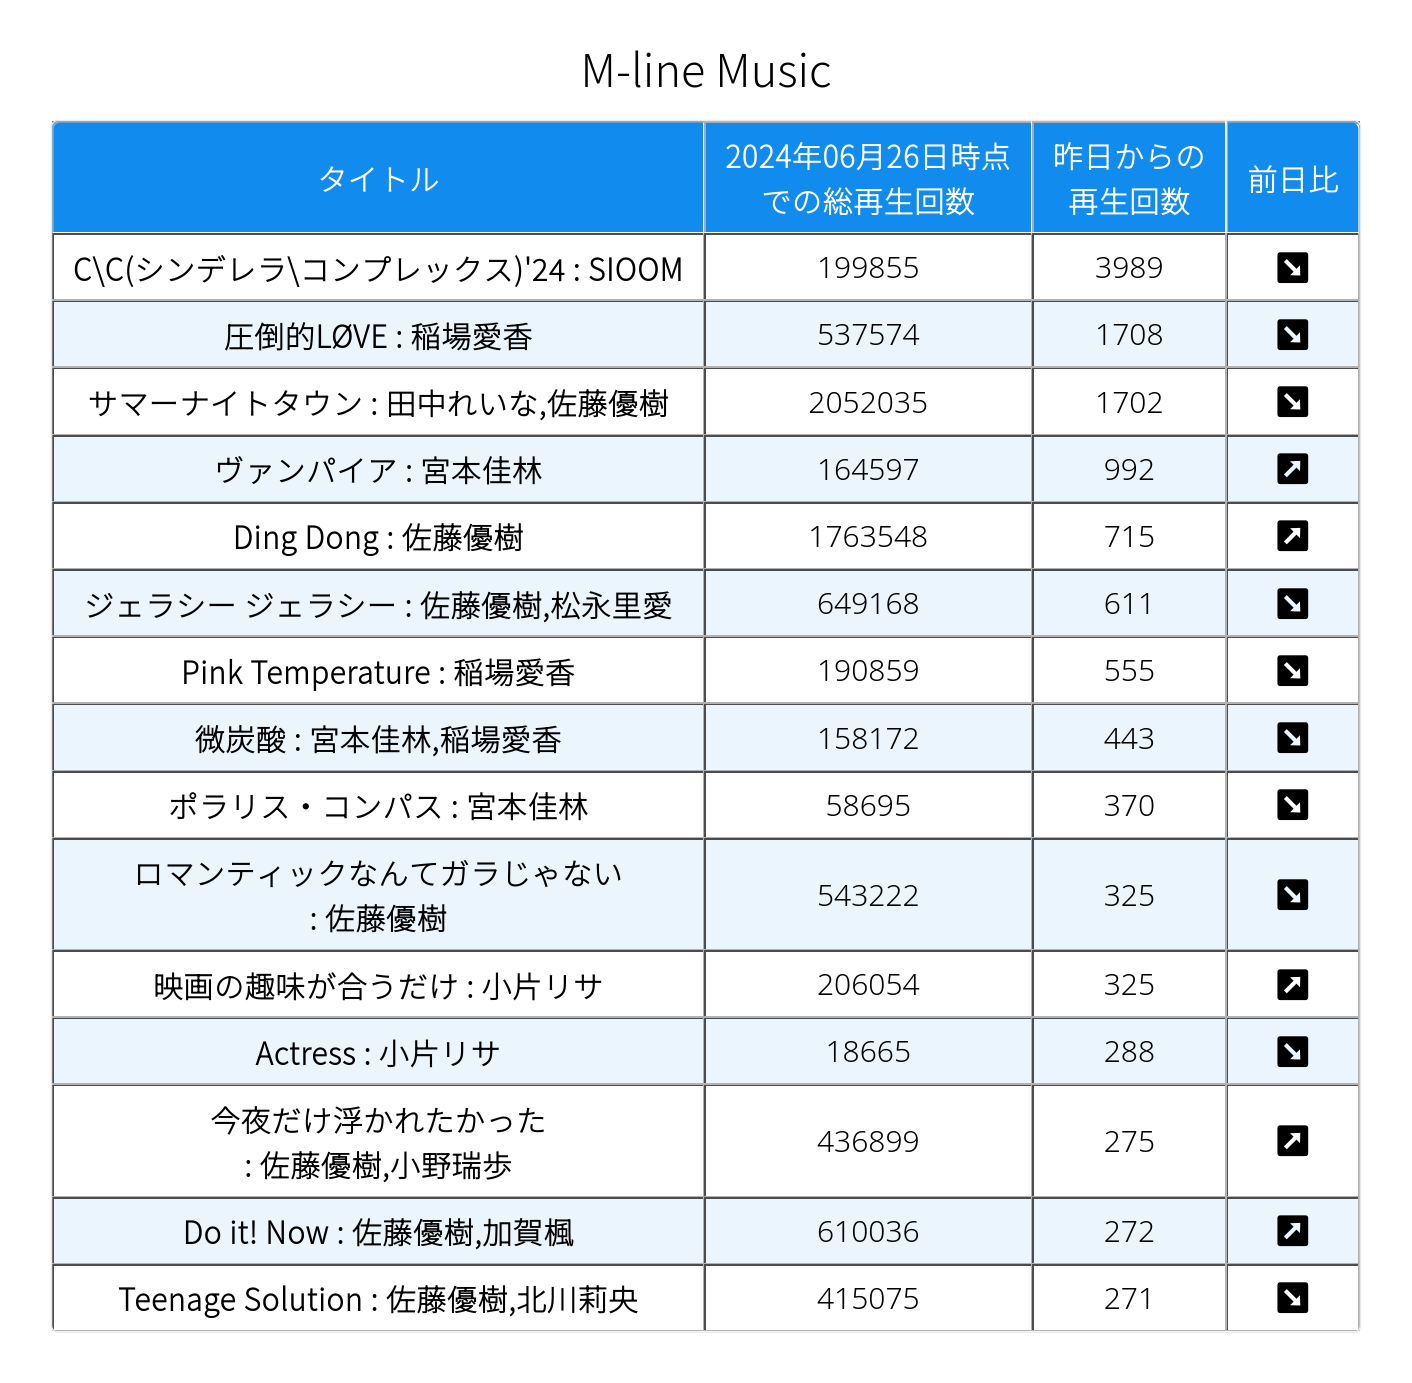 M-line Music
タイトル
2024年06月26日時点
での総再生回数
昨日からの
再生回数
前日比
C\C(シンデレラ\コンプレックス)'24 : SIOOM 199855 3989 ↘
圧倒的LØVE : 稲場愛香 537574 1708 ↘
サマーナイトタウン : 田中れいな,佐藤優樹 2052035 1702 ↘
ヴァンパイア : 宮本佳林 164597 992 ↗
Ding Dong : 佐藤優樹 1763548 715 ↗
ジェラシー ジェラシー : 佐藤優樹,松永里愛 649168 611 ↘
Pink Temperature : 稲場愛香 190859 555 ↘
微炭酸 : 宮本佳林,稲場愛香 158172 443 ↘
ポラリス・コンパス : 宮本佳林 58695 370 ↘
ロマンティックなんてガラじゃない
: 佐藤優樹 543222 325 ↘
映画の趣味が合うだけ : 小片リサ 206054 325 ↗
Actress : 小片リサ 18665 288 ↘
今夜だけ浮かれたかった
: 佐藤優樹,小野瑞歩 436899 275 ↗
Do it! Now : 佐藤優樹,加賀楓 610036 272 ↗
Teenage Solution : 佐藤優樹,北川莉央 415075 271 ↘